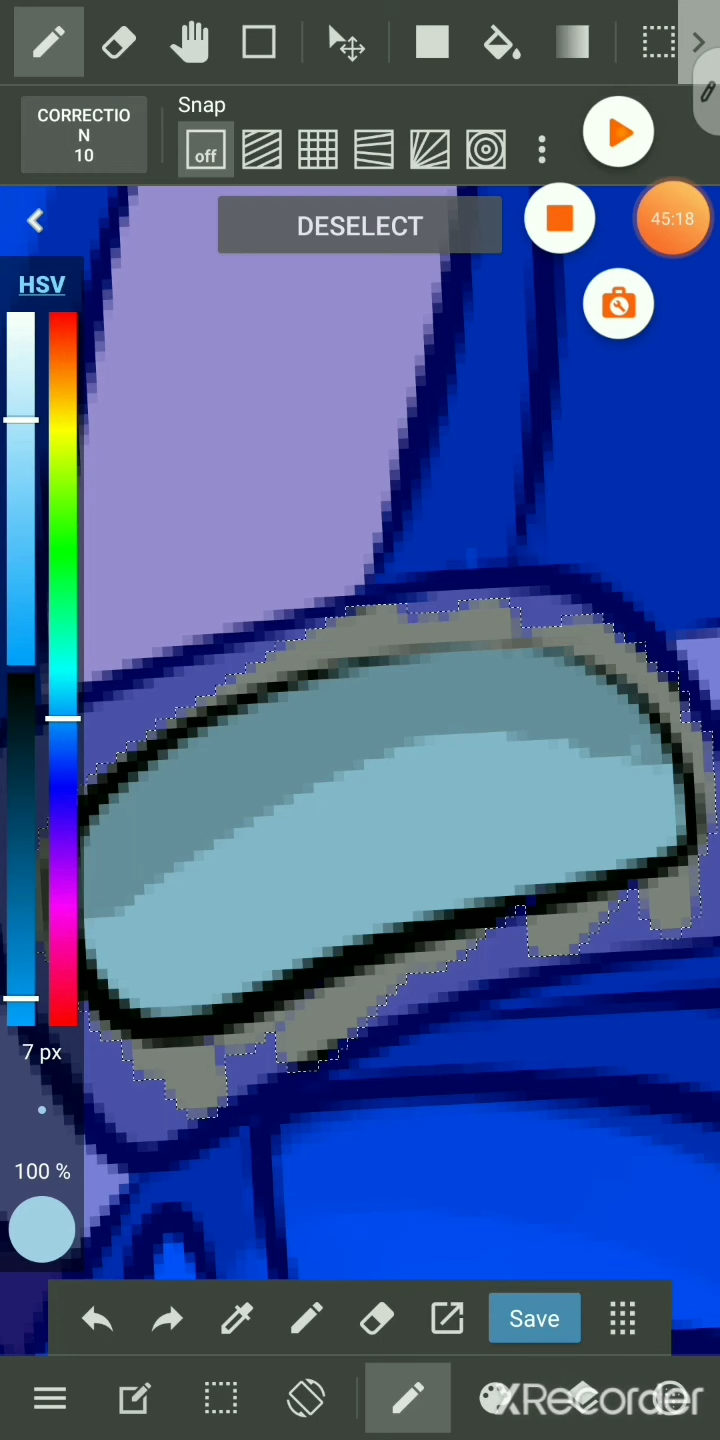 CORRECTIO
N
10
Snap
off
DESELECT
45:18
HSV
7 px
100 %
Save
XRecorder